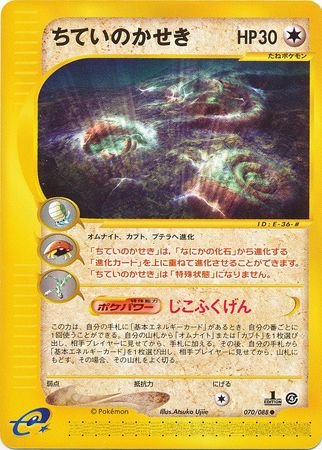 ちていのかせき HP30
たねポケモン
ID:E-36-#
オムナイト、カブト、プテラへ進化
「ちていのかせき」は、「なにかの化石」から進化する
「進化カード」を上に重ねて進化させることができます。
「ちていのかせき」は「特殊状態」になりません。
特殊能力
ポケパワー じこふくげん
この力は、自分の手札に「基本エネルギーカード」があるとき、自分の番ごとに
1回使うことができる。自分の山札から「オムナイト」または「カブト」を1枚選
び出し、相手プレイヤーに見せてから、手札に加える。その後、自分の手札から
「基本エネルギーカード」を1枚選び出し、相手プレイヤーに見せてから、山札に
もどす。その場合、その山札をよく切る。
弱点 抵抗力 にげる
© Pokémon Illus.Atsuko Ujiie
1 EDITION
070/088 ●
e